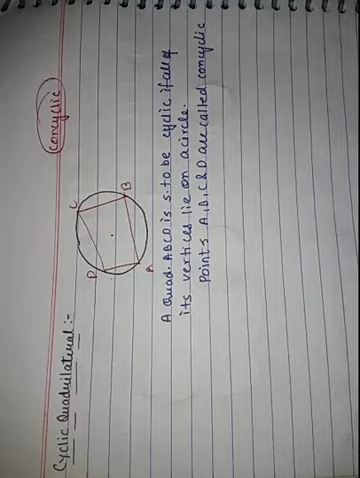 concyclic
Cyclic Quadrilateral:-
C
B
D
A
A Quad. ABCD is s.to be cyclic if all of
its vertices lie on a circle.
Points A, B, C & D are called concyclic